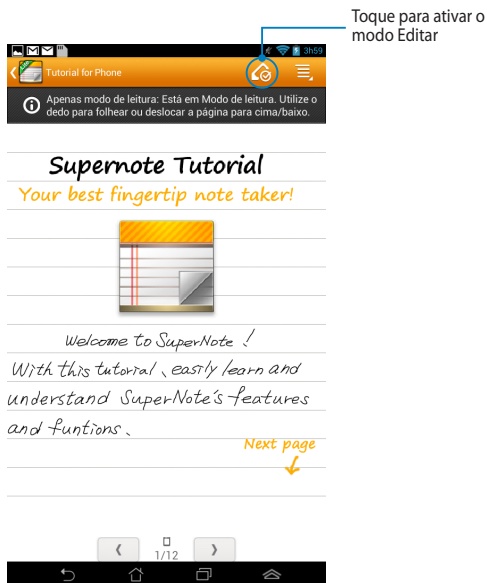 Toque para ativar o
modo Editar
3h59
Tutorial for Phone
Apenas modo de leitura: Está em Modo de leitura. Utilize o
dedo para folhear ou deslocar a página para cima/baixo.
Supernote Tutorial
Your best fingertip note taker!
Welcome to SuperNote !
With this tutorial, easily learn and
understand SuperNote's features
and funtions.
Next page
1/12